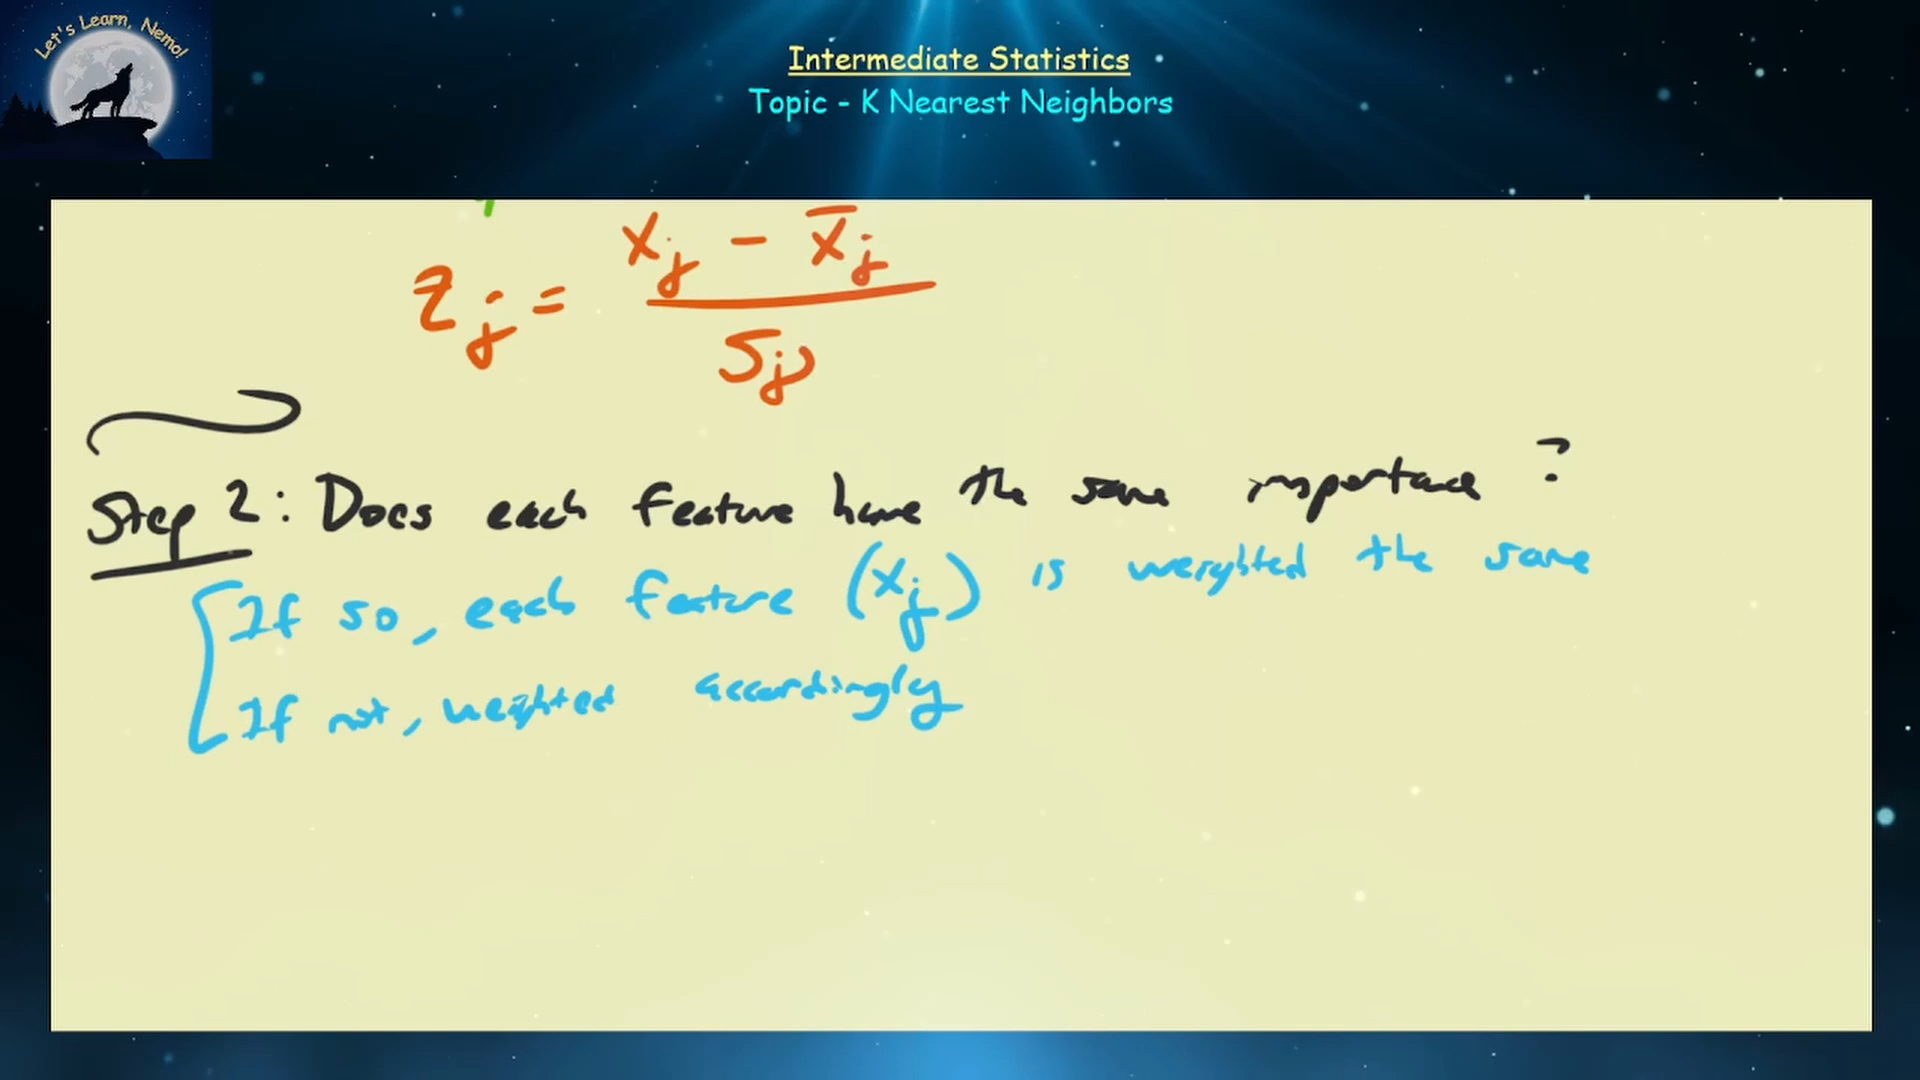 Let's Learn, Nemo!
Intermediate Statistics
Topic - K Nearest Neighbors
z_j = (x_j - x̄_j) / s_j
Step 2: Does each feature have the same importance?
If so, each feature (x_j) is weighted the same
If not, weighted accordingly